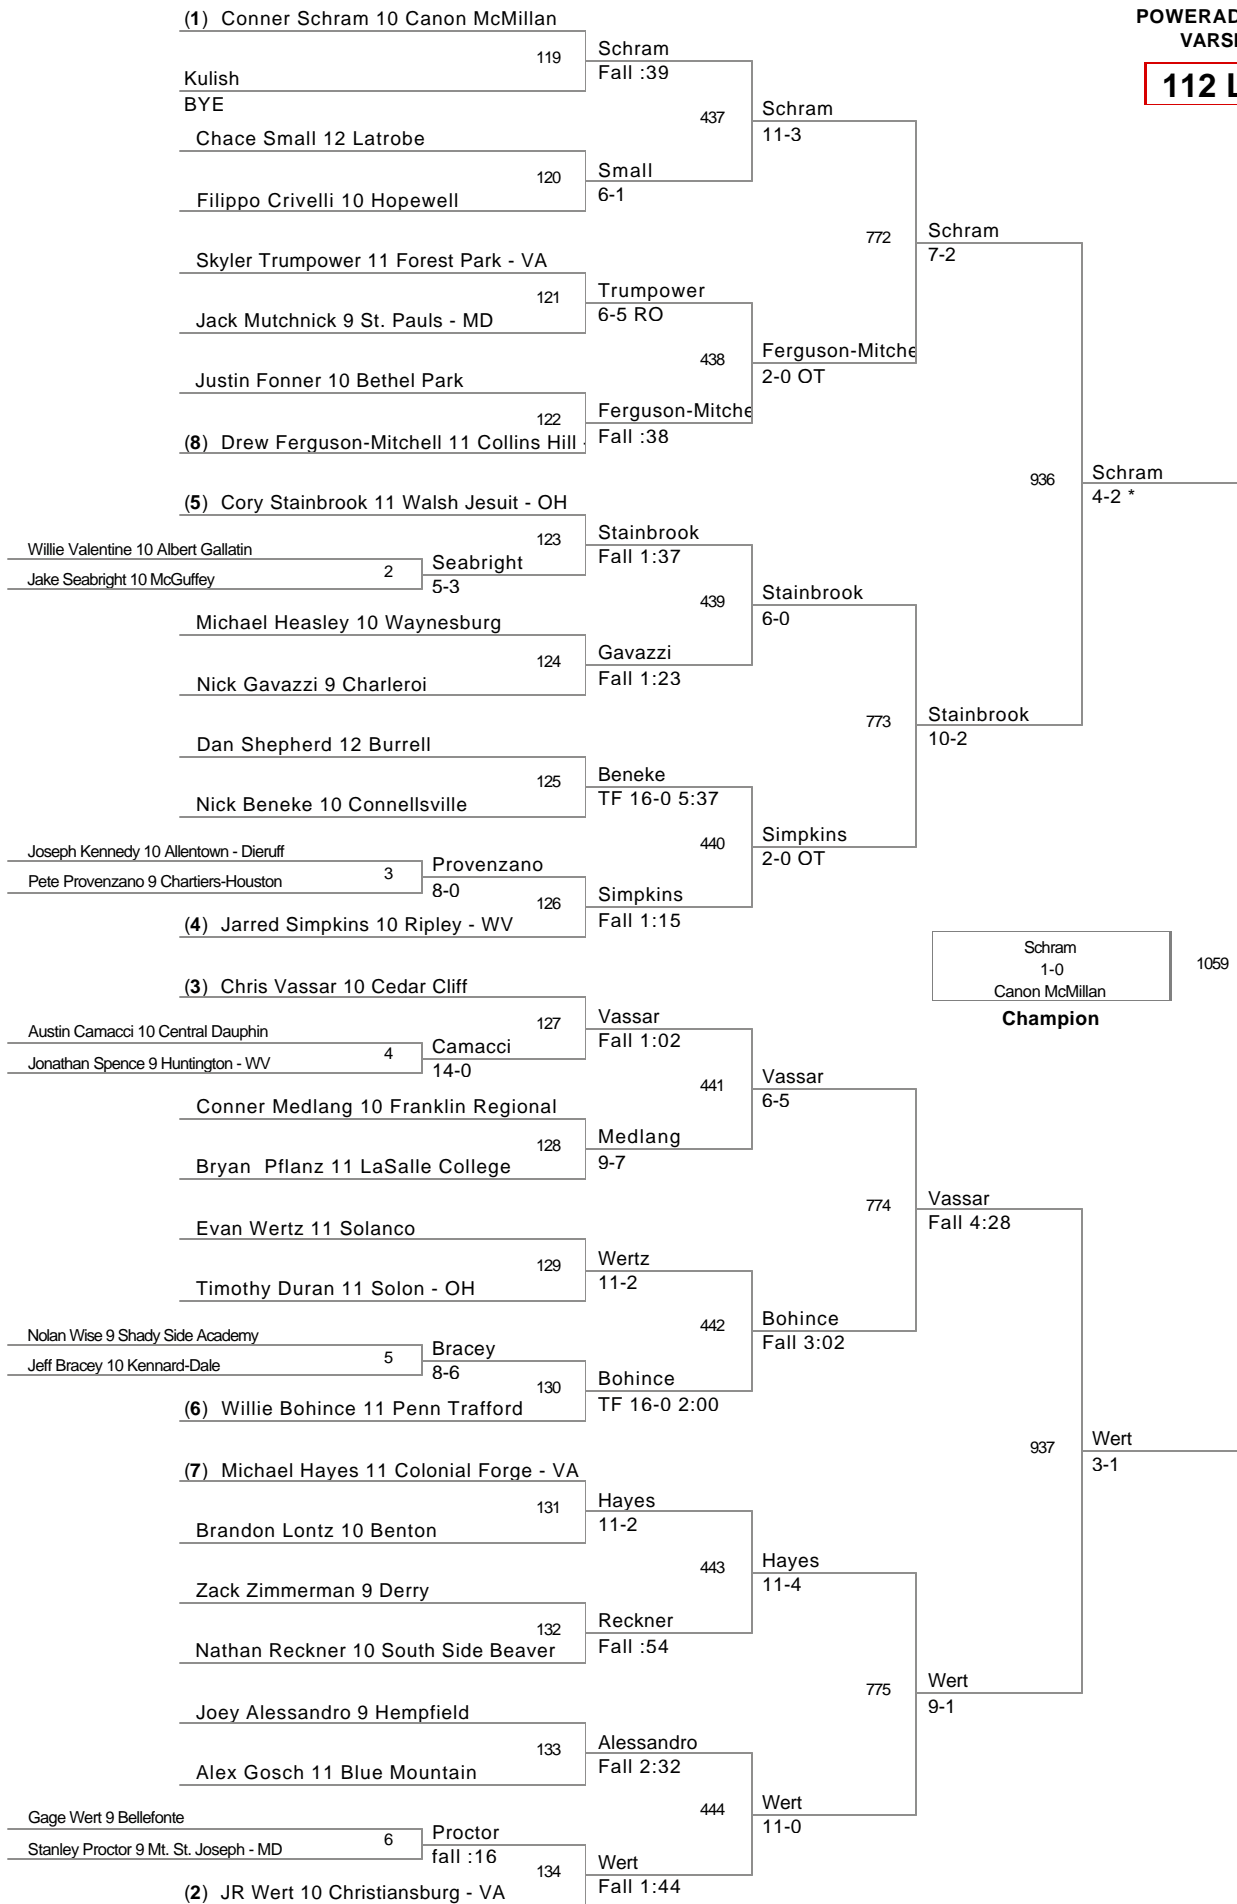 (1) Conner Schram 10 Canon McMillan
POWERAD
VARSI
112 L
119
Schram
Fall :39
Kulish
BYE
437
Schram
11-3
Chace Small 12 Latrobe
120
Small
6-1
Filippo Crivelli 10 Hopewell
772
Schram
7-2
Skyler Trumpower 11 Forest Park - VA
121
Trumpower
6-5 RO
Jack Mutchnick 9 St. Pauls - MD
438
Ferguson-Mitche
2-0 OT
Justin Fonner 10 Bethel Park
122
Ferguson-Mitche
Fall :38
(8) Drew Ferguson-Mitchell 11 Collins Hill -
936
Schram
4-2 *
(5) Cory Stainbrook 11 Walsh Jesuit - OH
123
Stainbrook
Fall 1:37
Willie Valentine 10 Albert Gallatin
2
Seabright
5-3
Jake Seabright 10 McGuffey
439
Stainbrook
6-0
Michael Heasley 10 Waynesburg
124
Gavazzi
Fall 1:23
Nick Gavazzi 9 Charleroi
773
Stainbrook
10-2
Dan Shepherd 12 Burrell
125
Beneke
TF 16-0 5:37
Nick Beneke 10 Connellsville
440
Simpkins
2-0 OT
Joseph Kennedy 10 Allentown - Dieruff
3
Provenzano
8-0
Pete Provenzano 9 Chartiers-Houston
126
Simpkins
Fall 1:15
(4) Jarred Simpkins 10 Ripley - WV
Schram
1-0
Canon McMillan
1059
Champion
(3) Chris Vassar 10 Cedar Cliff
127
Vassar
Fall 1:02
Austin Camacci 10 Central Dauphin
4
Camacci
14-0
Jonathan Spence 9 Huntington - WV
441
Vassar
6-5
Conner Medlang 10 Franklin Regional
128
Medlang
9-7
Bryan  Pflanz 11 LaSalle College
774
Vassar
Fall 4:28
Evan Wertz 11 Solanco
129
Wertz
11-2
Timothy Duran 11 Solon - OH
442
Bohince
Fall 3:02
Nolan Wise 9 Shady Side Academy
5
Bracey
8-6
Jeff Bracey 10 Kennard-Dale
130
Bohince
TF 16-0 2:00
(6) Willie Bohince 11 Penn Trafford
937
Wert
3-1
(7) Michael Hayes 11 Colonial Forge - VA
131
Hayes
11-2
Brandon Lontz 10 Benton
443
Hayes
11-4
Zack Zimmerman 9 Derry
132
Reckner
Fall :54
Nathan Reckner 10 South Side Beaver
775
Wert
9-1
Joey Alessandro 9 Hempfield
133
Alessandro
Fall 2:32
Alex Gosch 11 Blue Mountain
444
Wert
11-0
Gage Wert 9 Bellefonte
6
Proctor
fall :16
Stanley Proctor 9 Mt. St. Joseph - MD
134
Wert
Fall 1:44
(2) JR Wert 10 Christiansburg - VA